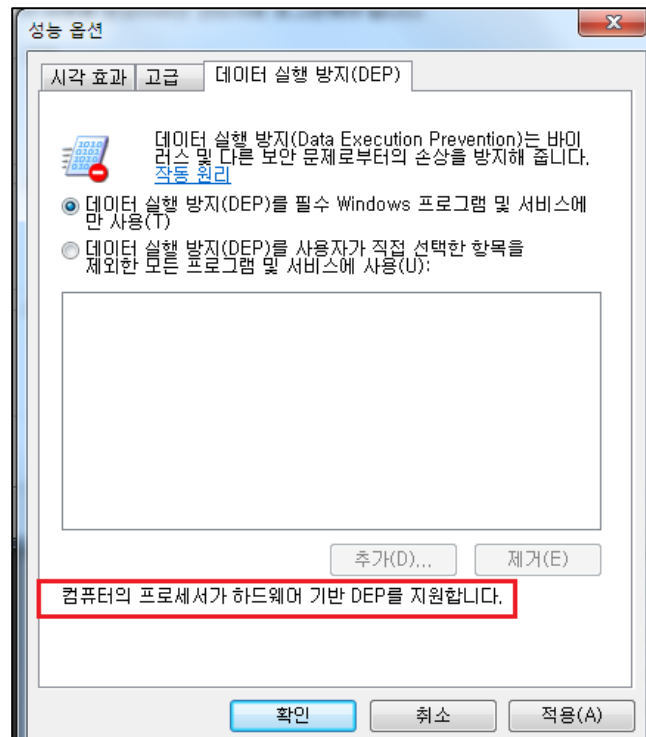 성능 옵션
시각 효과 고급 데이터 실행 방지(DEP)
데이터 실행 방지(Data Execution Prevention)는 바이
러스 및 다른 보안 문제로부터의 손상을 방지해 줍니다.
작동 원리
데이터 실행 방지(DEP)를 필수 Windows 프로그램 및 서비스에
만 사용(T)
데이터 실행 방지(DEP)를 사용자가 직접 선택한 항목을
제외한 모든 프로그램 및 서비스에 사용(U):
추가(D)... 제거(E)
컴퓨터의 프로세서가 하드웨어 기반 DEP를 지원합니다.
확인 취소 적용(A)